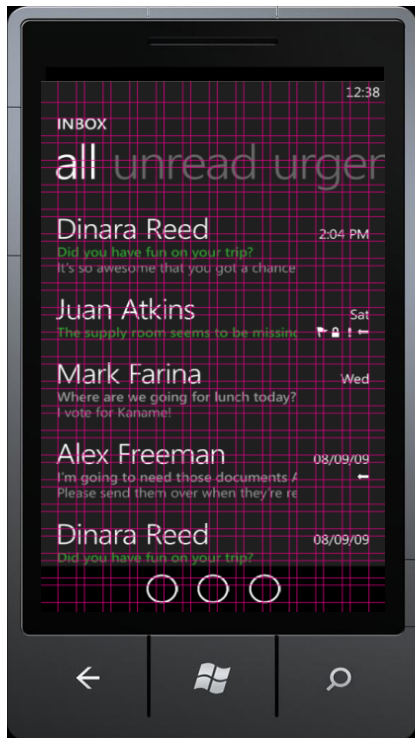 12:38
INBOX
all unread urger
Dinara Reed 2:04 PM
Did you have fun on your trip?
It's so awesome that you got a chance
Juan Atkins Sat
The supply room seems to be missing
Mark Farina Wed
Where are we going for lunch today?
I vote for Kaname!
Alex Freeman 08/09/09
I'm going to need those documents A
Please send them over when they're re
Dinara Reed 08/09/09
Did you have fun on your trip?